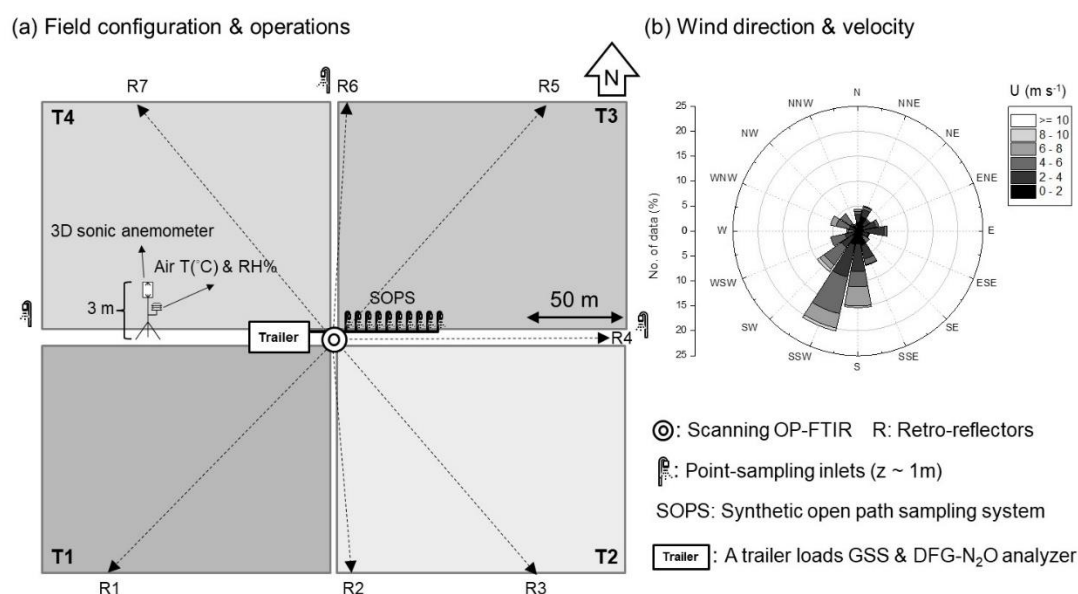 (a) Field configuration & operations
R7
R6
R5
N
T4
T3
3D sonic anemometer
Air T(°C) & RH%
3 m
SOPS
50 m
Trailer
R4
T1
T2
R1
R2
R3
(b) Wind direction & velocity
U (m s⁻¹)
>= 10
8 - 10
6 - 8
4 - 6
2 - 4
0 - 2
No. of data (%)
25
20
15
10
5
0
5
10
15
20
25
N
NNE
NE
ENE
E
ESE
SE
SSE
S
SSW
SW
WSW
W
WNW
NW
NNW
: Scanning OP-FTIR R: Retro-reflectors
: Point-sampling inlets (z ~ 1m)
SOPS: Synthetic open path sampling system
Trailer : A trailer loads GSS & DFG-N₂O analyzer